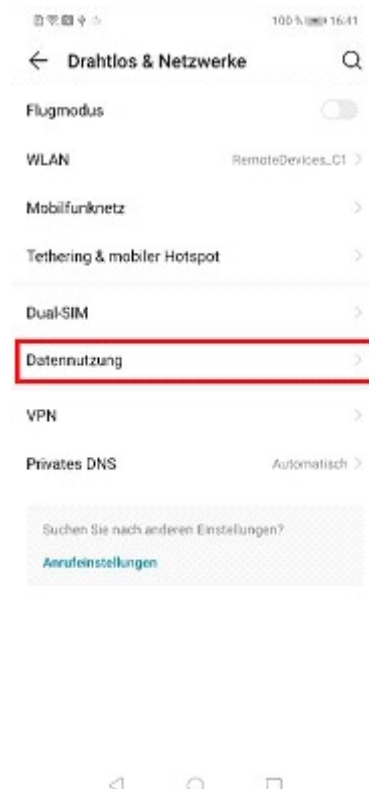 100 % 16:41
Drahtlos & Netzwerke
Flugmodus
WLAN RemoteDevices_C1
Mobilfunknetz
Tethering & mobiler Hotspot
Dual-SIM
Datennutzung
VPN
Privates DNS Automatisch
Suchen Sie nach anderen Einstellungen?
Anrufeinstellungen